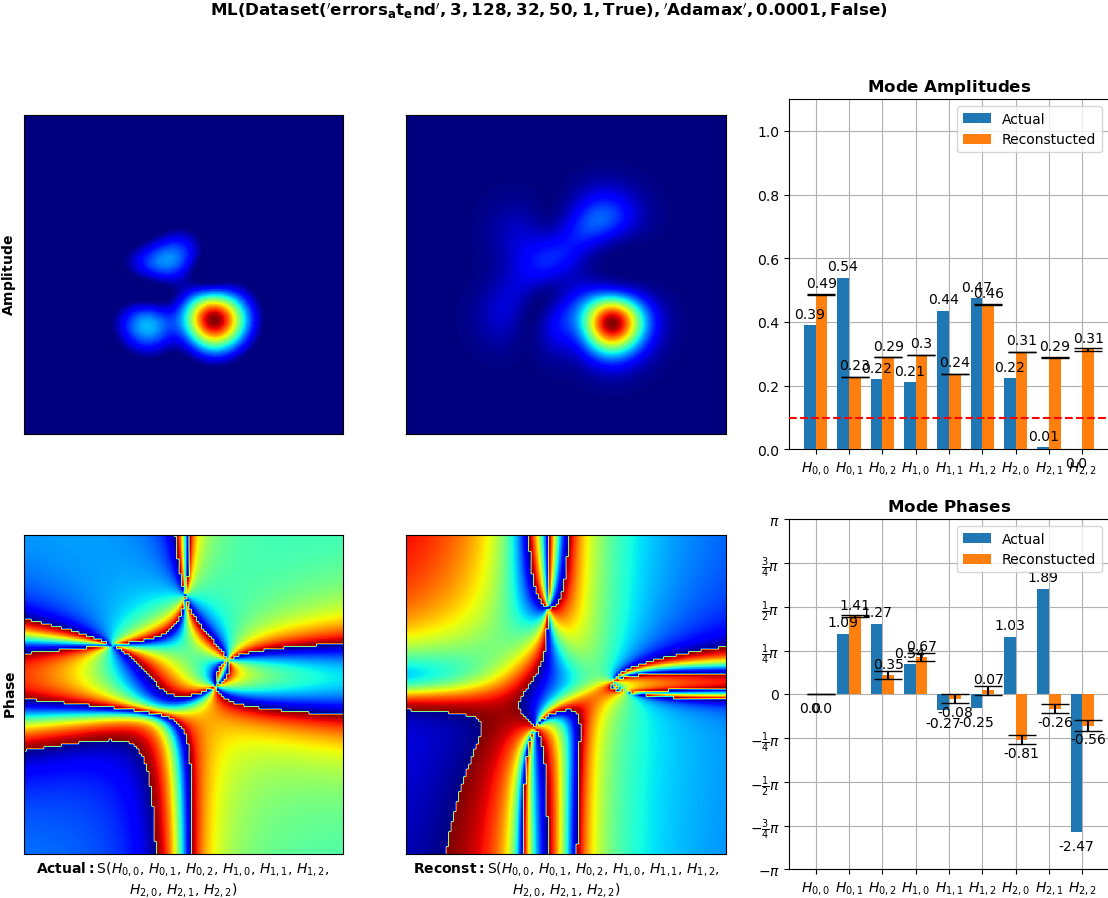 ML(Dataset('errors_at_end', 3, 128, 32, 50, 1, True), 'Adamax', 0.0001, False)
Amplitude
Mode Amplitudes
Actual
Reconstucted
1.0
0.8
0.6
0.4
0.2
0.0
0.39
0.49
0.54
0.23
0.22
0.29
0.21
0.3
0.44
0.24
0.47
0.46
0.22
0.31
0.01
0.29
0.0
0.31
H0,0 H0,1 H0,2 H1,0 H1,1 H1,2 H2,0 H2,1 H2,2
Phase
Actual: S(H0,0, H0,1, H0,2, H1,0, H1,1, H1,2,
H2,0, H2,1, H2,2)
Reconst: S(H0,0, H0,1, H0,2, H1,0, H1,1, H1,2,
H2,0, H2,1, H2,2)
Mode Phases
Actual
Reconstucted
π
3/4π
1/2π
1/4π
0
−1/4π
−1/2π
−3/4π
−π
0.0
1.09
1.41
1.27
0.35
0.67
-0.27
-0.08
-0.25
0.07
1.03
-0.81
1.89
-0.26
-2.47
-0.56
H0,0 H0,1 H0,2 H1,0 H1,1 H1,2 H2,0 H2,1 H2,2